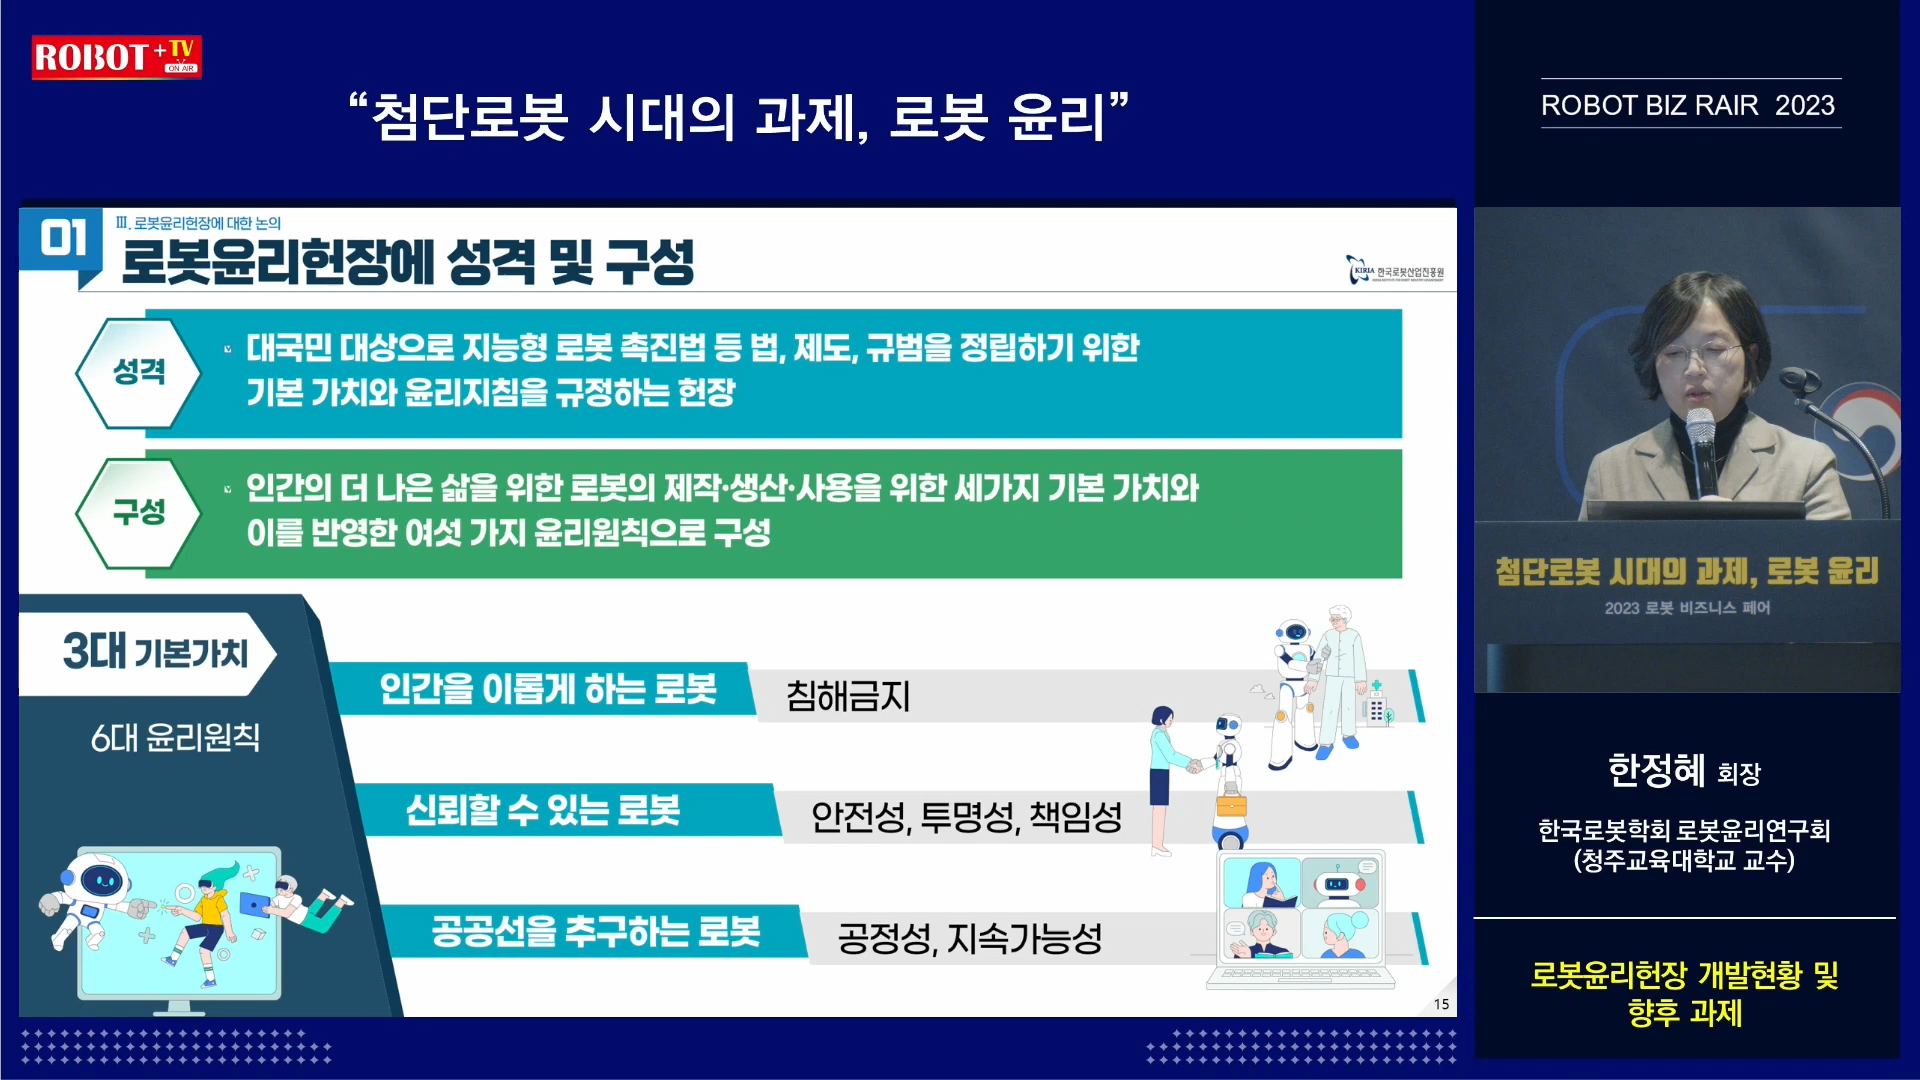 ROBOT+TV
ON AIR
“첨단로봇 시대의 과제, 로봇 윤리”
ROBOT BIZ RAIR 2023
01
Ⅲ. 로봇윤리헌장에 대한 논의
로봇윤리헌장에 성격 및 구성
KIRIA 한국로봇산업진흥원
성격
대국민 대상으로 지능형 로봇 촉진법 등 법, 제도, 규범을 정립하기 위한
기본 가치와 윤리지침을 규정하는 헌장
구성
인간의 더 나은 삶을 위한 로봇의 제작·생산·사용을 위한 세가지 기본 가치와
이를 반영한 여섯 가지 윤리원칙으로 구성
3대 기본가치
6대 윤리원칙
인간을 이롭게 하는 로봇
침해금지
신뢰할 수 있는 로봇
안전성, 투명성, 책임성
공공선을 추구하는 로봇
공정성, 지속가능성
15
첨단로봇 시대의 과제, 로봇 윤리
2023 로봇 비즈니스 페어
한정혜 회장
한국로봇학회 로봇윤리연구회
(청주교육대학교 교수)
로봇윤리헌장 개발현황 및
향후 과제